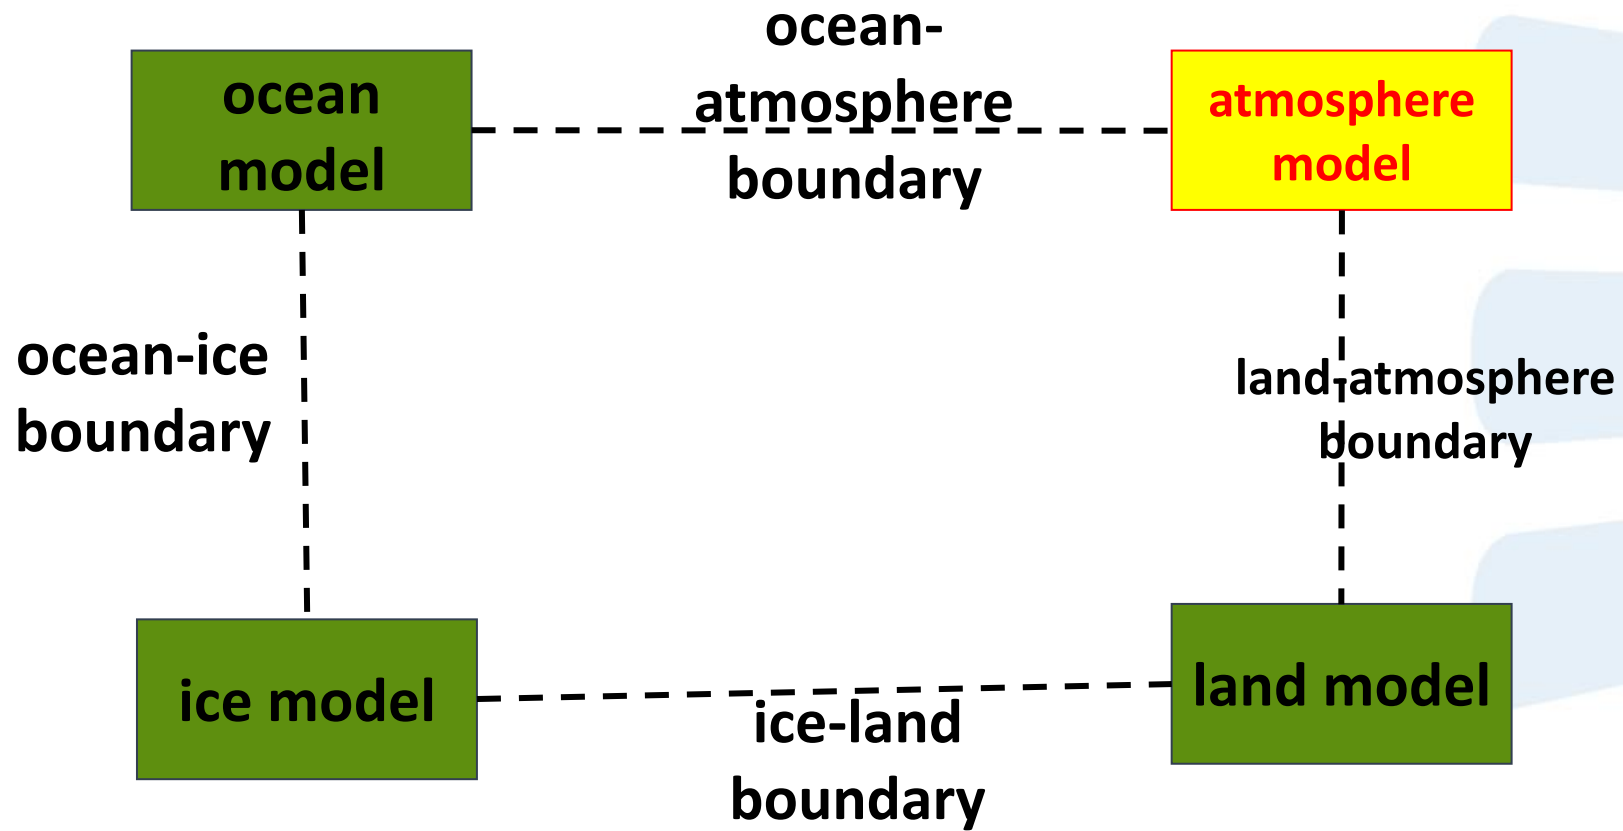 ocean
model
ocean-
atmosphere
boundary
atmosphere
model
ocean-ice
boundary
land-atmosphere
boundary
ice model
ice-land
boundary
land model